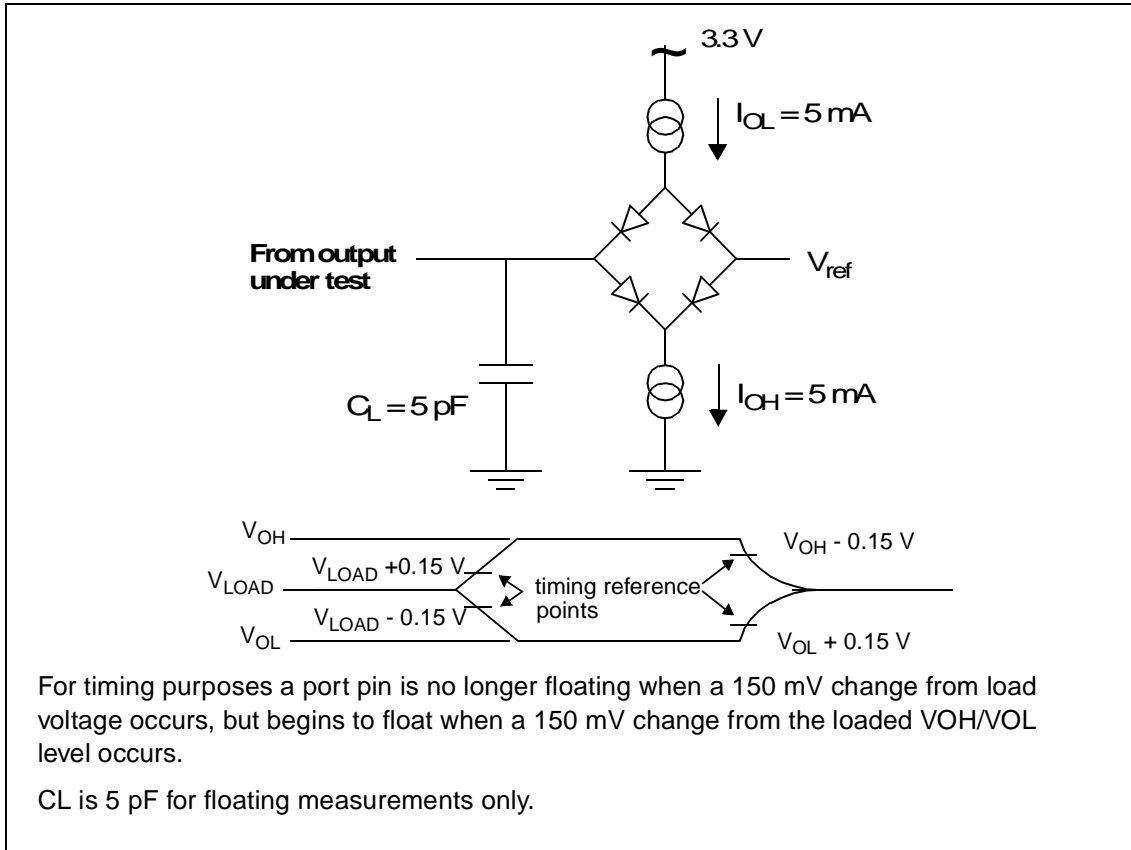 3.3 V
I_OL = 5 mA
From output
under test
V_ref
C_L = 5 pF
I_OH = 5 mA
V_OH
V_OH - 0.15 V
V_LOAD +0.15 V
V_LOAD
timing reference
points
V_LOAD - 0.15 V
V_OL
V_OL + 0.15 V
For timing purposes a port pin is no longer floating when a 150 mV change from load
voltage occurs, but begins to float when a 150 mV change from the loaded VOH/VOL
level occurs.
CL is 5 pF for floating measurements only.